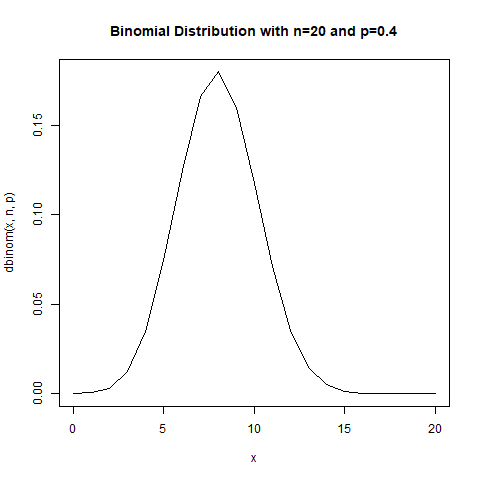 Binomial Distribution with n=20 and p=0.4
dbinom(x, n, p)
0.15
0.10
0.05
0.00
0 5 10 15 20
x